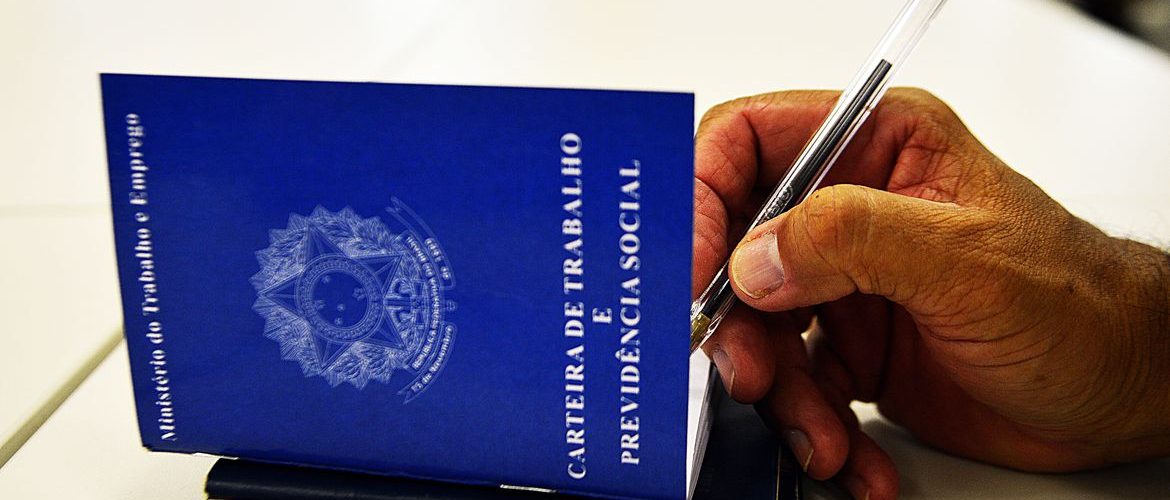 Ministério do Trabalho e Emprego
CARTEIRA DE TRABALHO
E
PREVIDÊNCIA SOCIAL